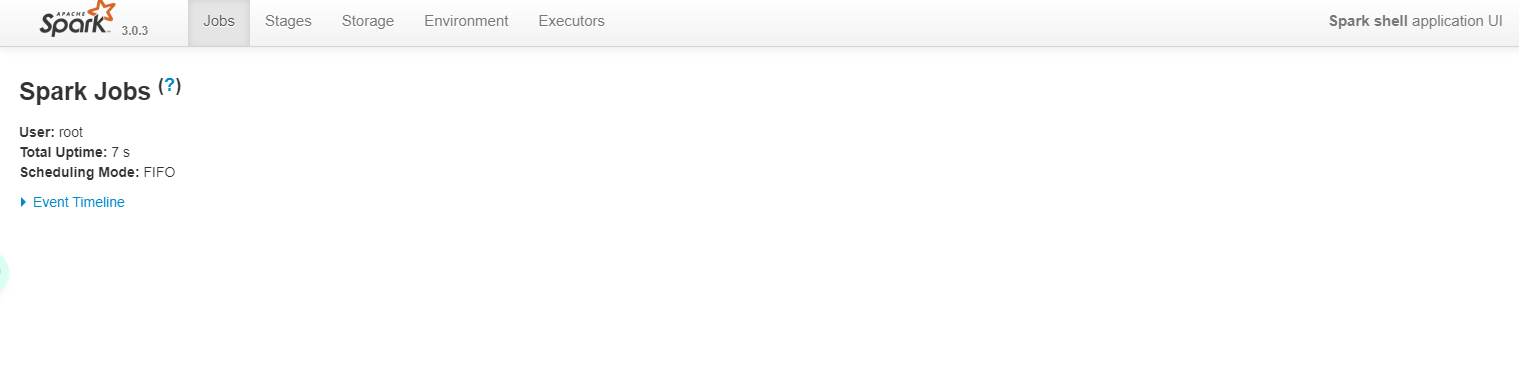 APACHE
Spark 3.0.3 Jobs Stages Storage Environment Executors Spark shell application UI
Spark Jobs (?)
User: root
Total Uptime: 7 s
Scheduling Mode: FIFO
Event Timeline